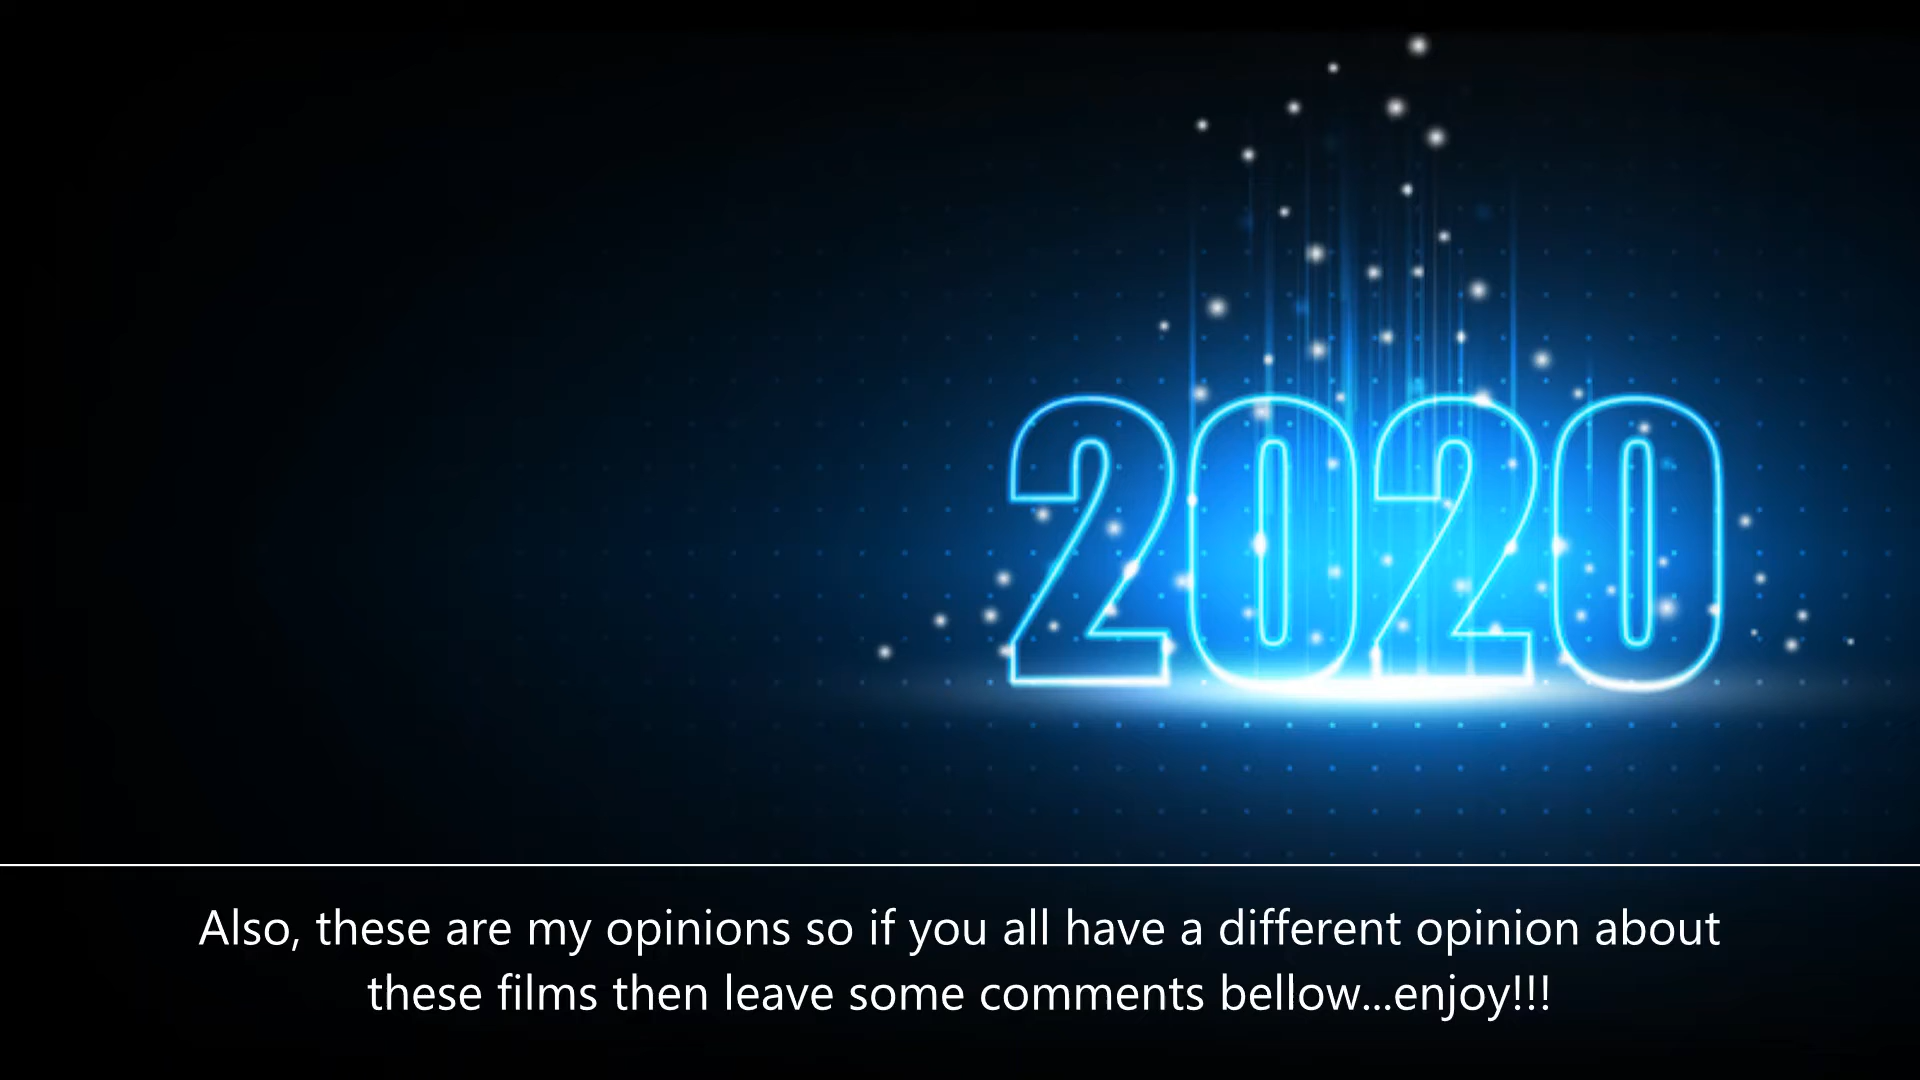 2020
Also, these are my opinions so if you all have a different opinion about
these films then leave some comments bellow...enjoy!!!